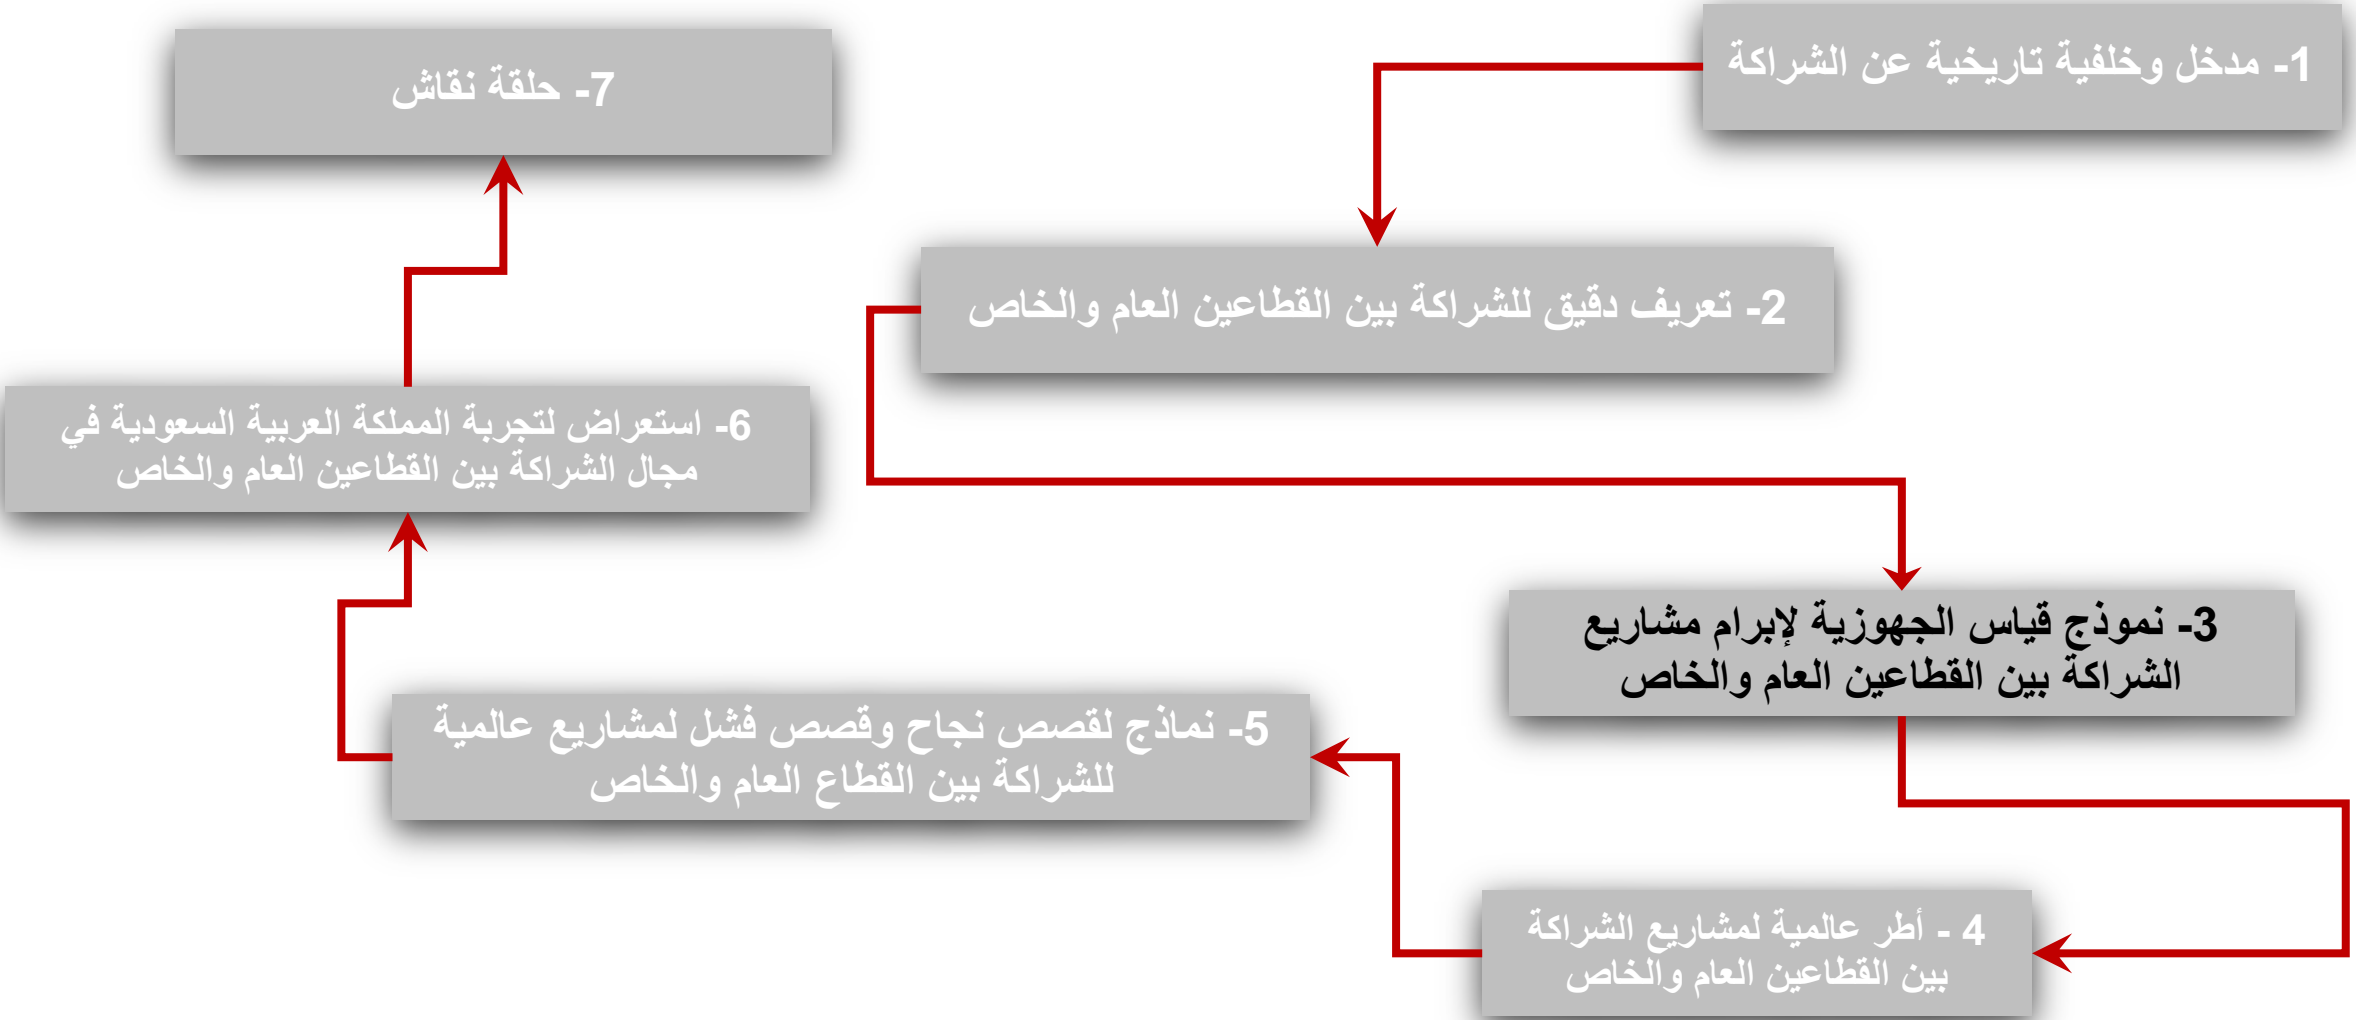 1- مدخل وخلفية تاريخية عن الشراكة
2- تعريف دقيق للشراكة بين القطاعين العام والخاص
3- نموذج قياس الجهوزية لإبرام مشاريع
الشراكة بين القطاعين العام والخاص
4 - أطر عالمية لمشاريع الشراكة
بين القطاعين العام والخاص
5- نماذج لقصص نجاح وقصص فشل لمشاريع عالمية
للشراكة بين القطاع العام والخاص
6- استعراض لتجربة المملكة العربية السعودية في
مجال الشراكة بين القطاعين العام والخاص
7- حلقة نقاش